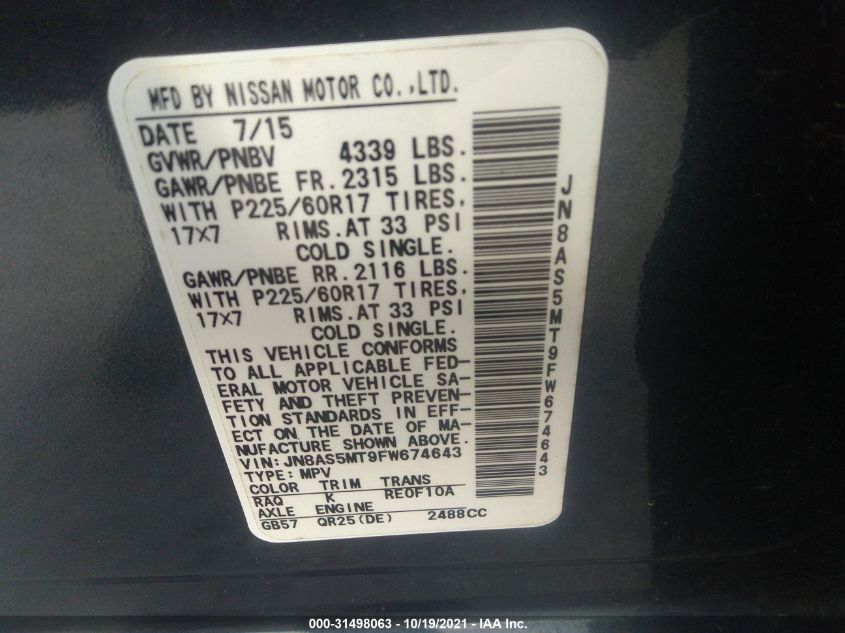 MFD BY NISSAN MOTOR CO.,LTD.
DATE 7/15
GVWR/PNBV 4339 LBS.
GAWR/PNBE FR.2315 LBS.
WITH P225/60R17 TIRES,
17X7 RIMS.AT 33 PSI
COLD SINGLE.
GAWR/PNBE RR.2116 LBS.
WITH P225/60R17 TIRES,
17X7 RIMS.AT 33 PSI
COLD SINGLE.
THIS VEHICLE CONFORMS
TO ALL APPLICABLE FED-
ERAL MOTOR VEHICLE SA-
FETY AND THEFT PREVEN-
TION STANDARDS IN EFF-
ECT ON THE DATE OF MA-
NUFACTURE SHOWN ABOVE.
VIN: JN8AS5MT9FW674643
TYPE: MPV
COLOR TRIM TRANS
RAQ K RE0F10A
AXLE ENGINE
GB57 QR25(DE) 2488CC
JN8AS5MT9FW674643
000-31498063 - 10/19/2021 - IAA Inc.